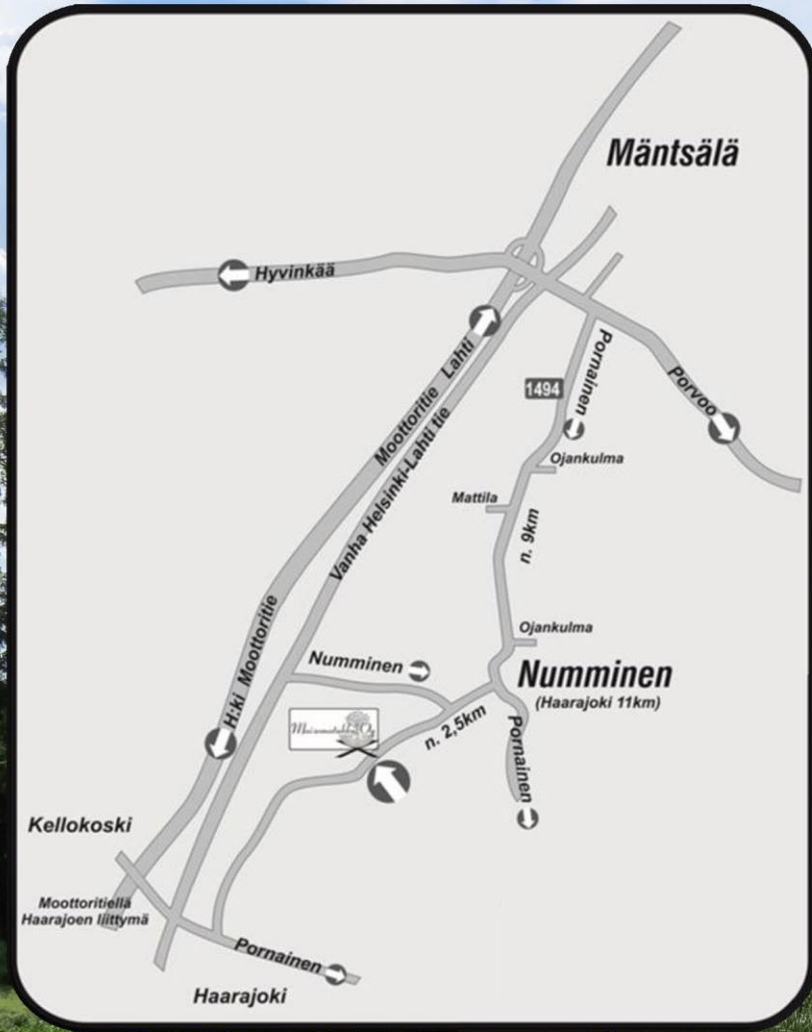 Mäntsälä
Hyvinkää
Moottoritie Lahti
Vanha Helsinki-Lahti tie
1494
Pornainen
Porvoo
Ojankulma
Mattila
n. 9km
H:ki Moottoritie
Ojankulma
Numminen
Numminen
(Haarajoki 11km)
n. 2,5km
Pornainen
Kellokoski
Moottoritiellä
Haarajoen liittymä
Pornainen
Haarajoki